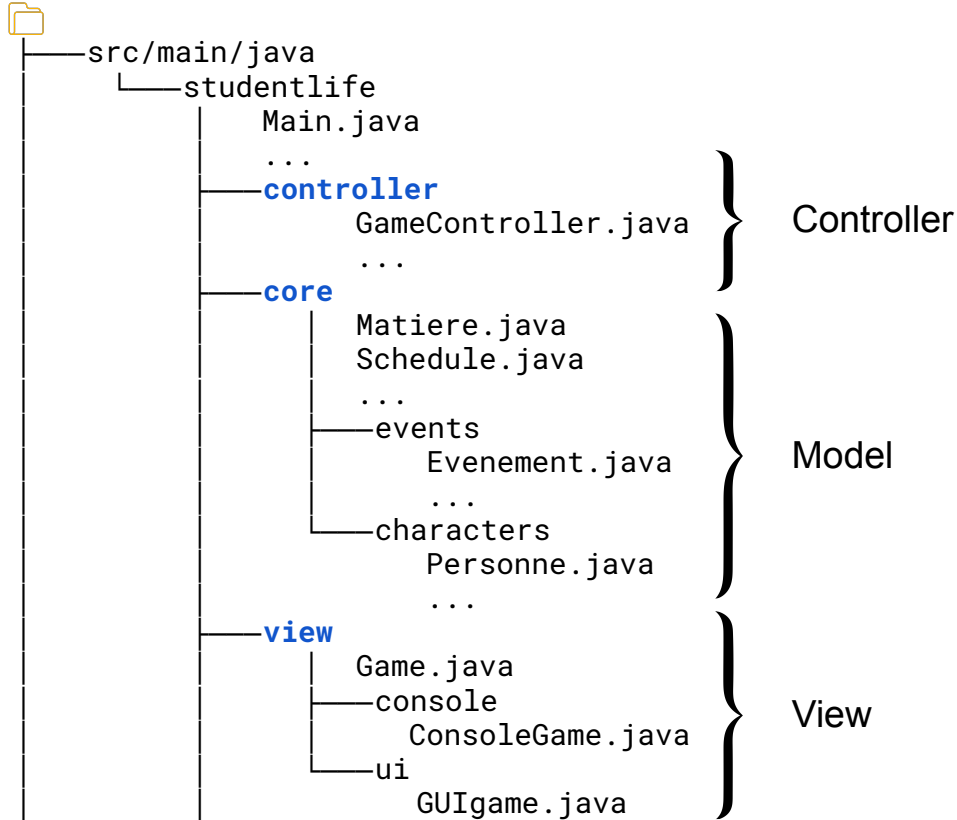 src/main/java
studentlife
Main.java
...
controller
GameController.java
...
Controller
core
Matiere.java
Schedule.java
...
events
Evenement.java
...
characters
Personne.java
...
Model
view
Game.java
console
ConsoleGame.java
ui
GUIgame.java
View